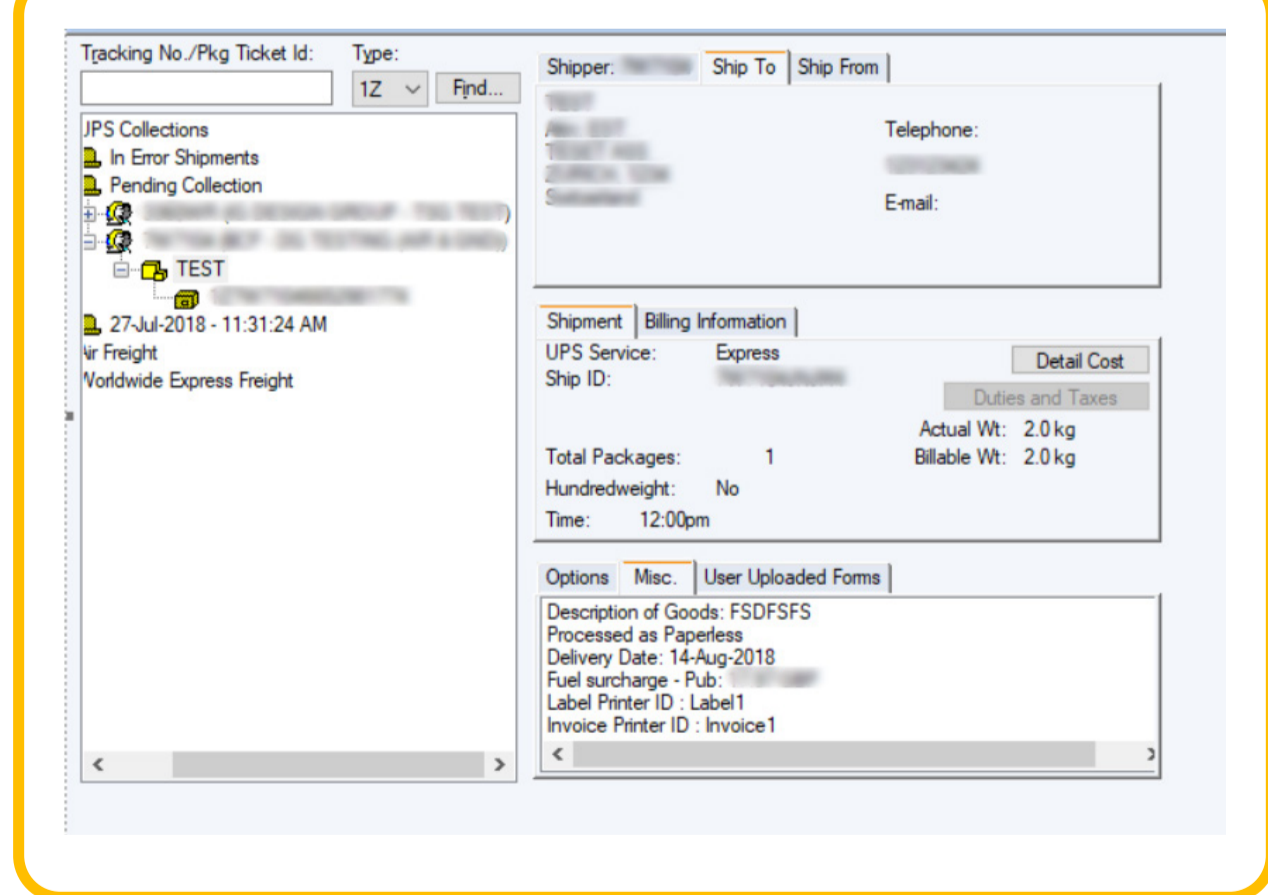 Tracking No./Pkg Ticket Id: Type:
1Z Find...
UPS Collections
In Error Shipments
Pending Collection
TEST
27-Jul-2018 - 11:31:24 AM
Air Freight
Worldwide Express Freight
Shipper: Ship To Ship From
Telephone:
E-mail:
Shipment Billing Information
UPS Service: Express
Detail Cost
Ship ID:
Duties and Taxes
Actual Wt: 2.0 kg
Total Packages: 1 Billable Wt: 2.0 kg
Hundredweight: No
Time: 12:00pm
Options Misc. User Uploaded Forms
Description of Goods: FSDFSFS
Processed as Paperless
Delivery Date: 14-Aug-2018
Fuel surcharge - Pub:
Label Printer ID : Label1
Invoice Printer ID : Invoice1